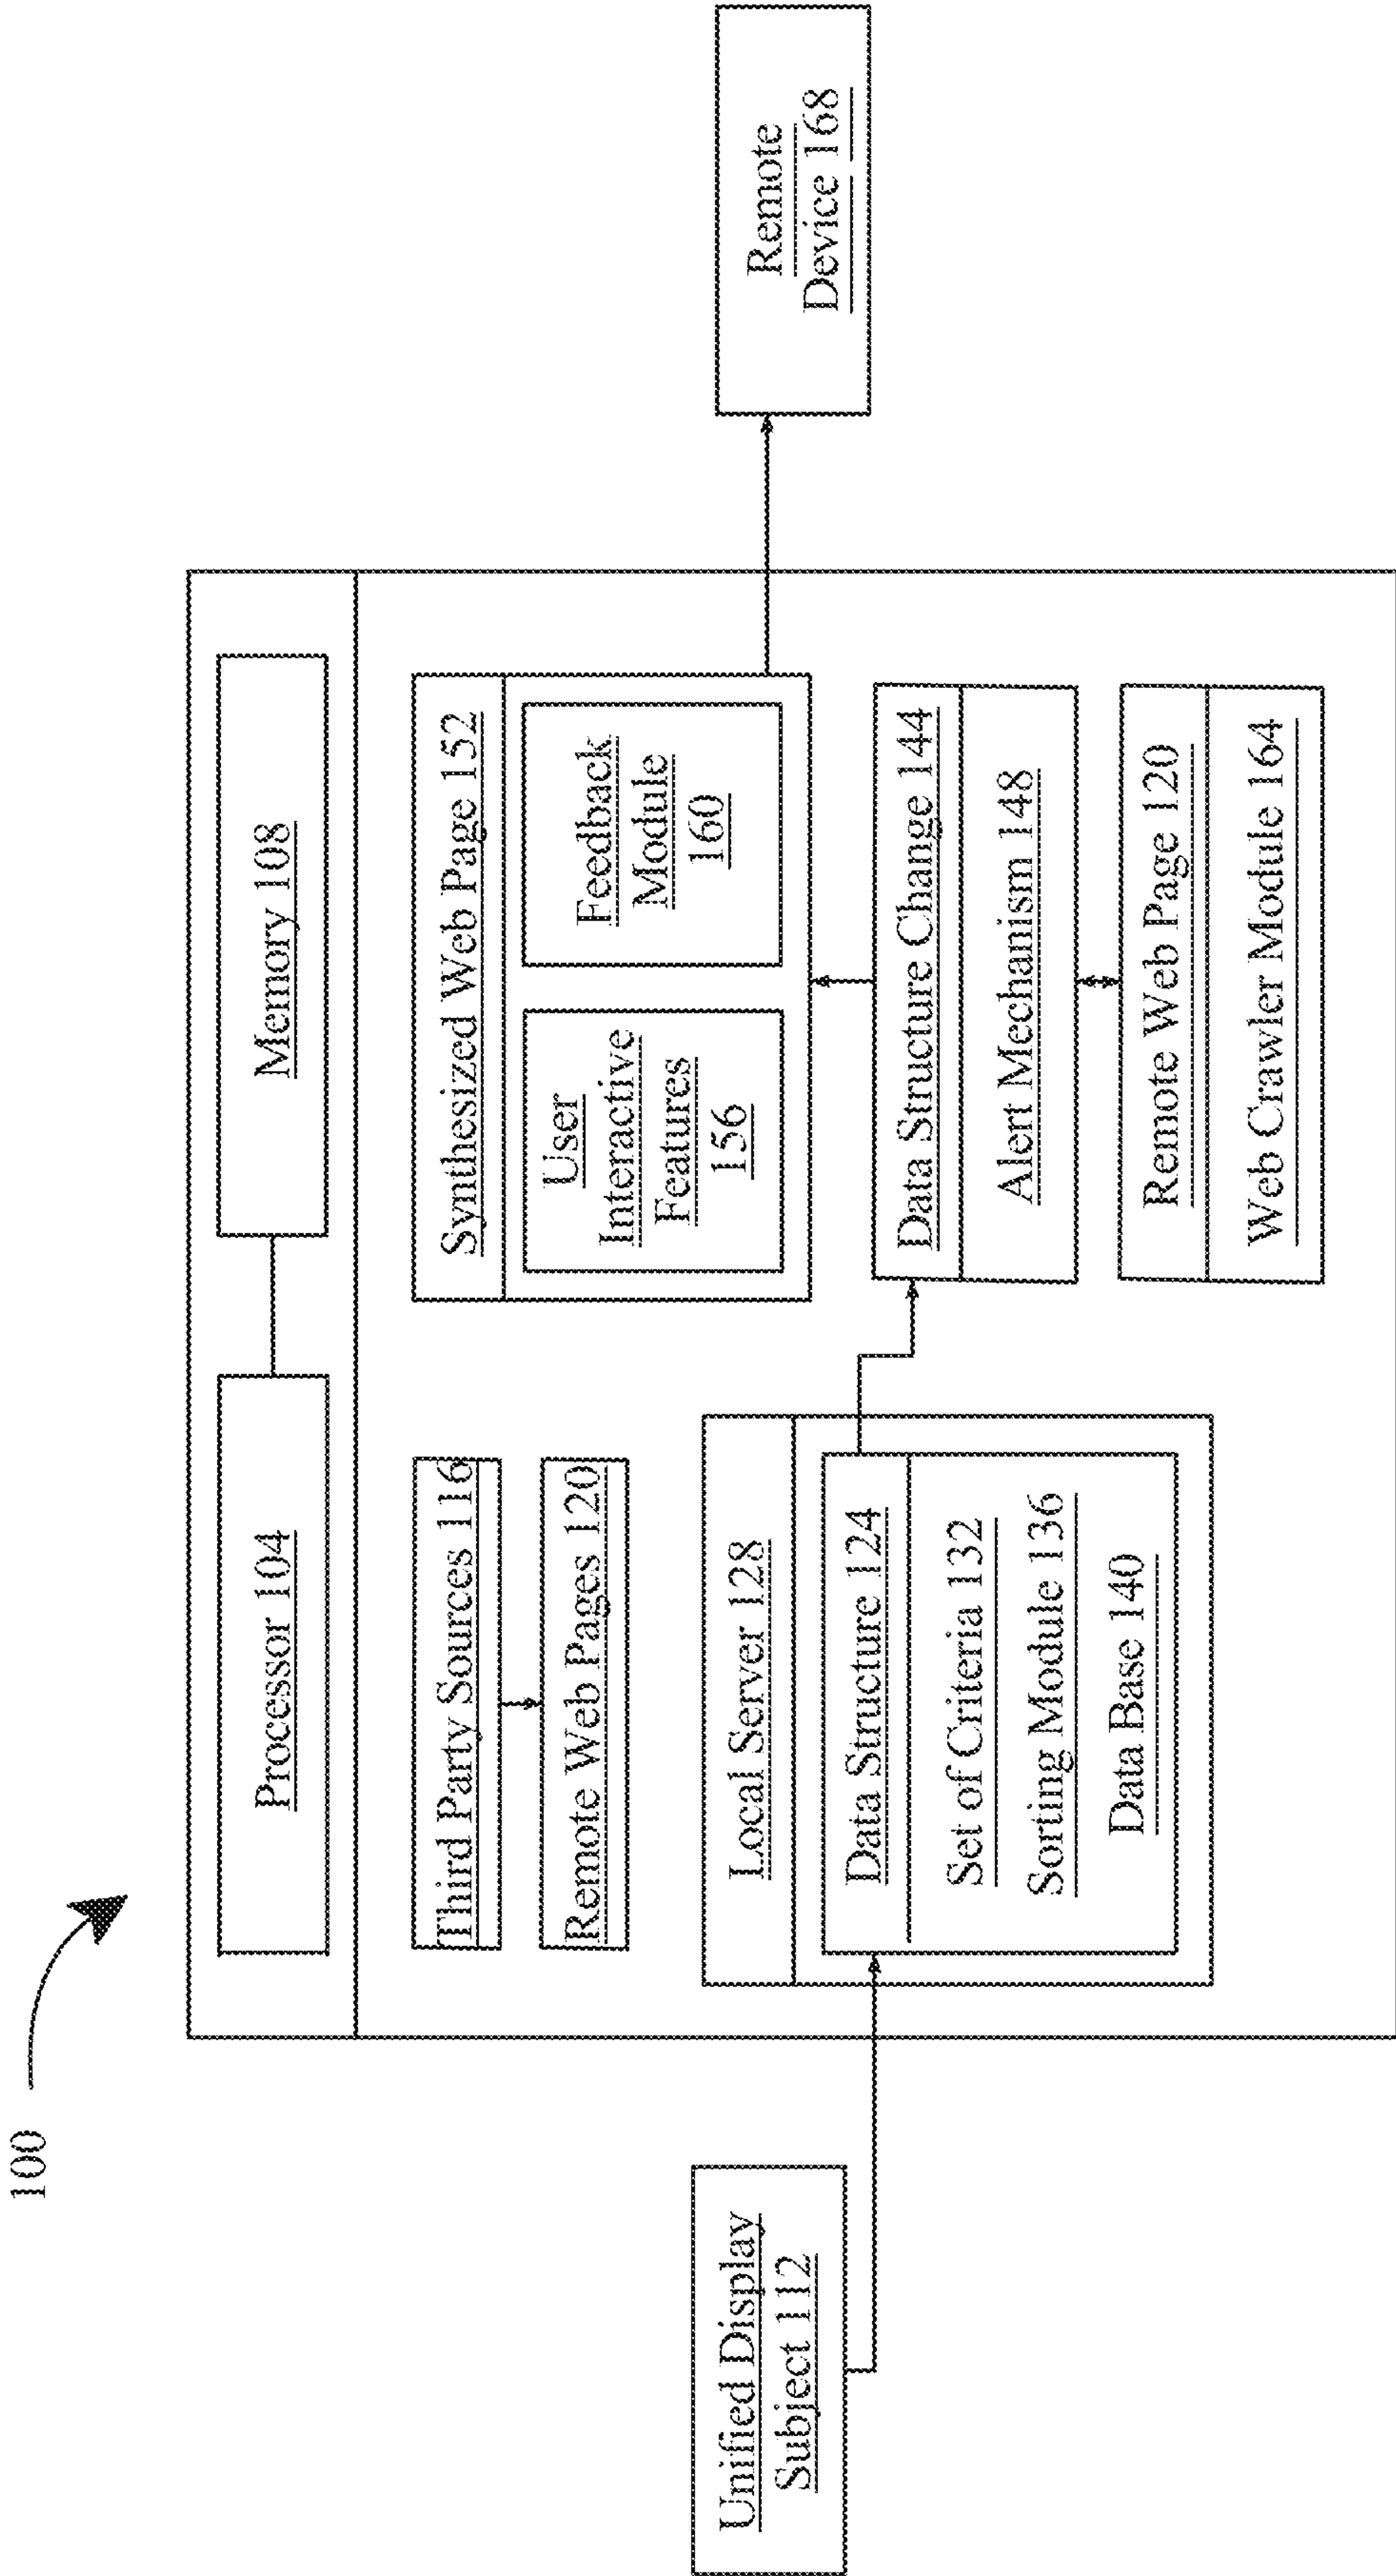 100
Processor 104
Memory 108
Third Party Sources 116
Remote Web Pages 120
Synthesized Web Page 152
User
Interactive
Features
156
Feedback
Module
160
Unified Display
Subject 112
Local Server 128
Data Structure 124
Set of Criteria 132
Sorting Module 136
Data Base 140
Data Structure Change 144
Alert Mechanism 148
Remote Web Page 120
Web Crawler Module 164
Remote
Device 168